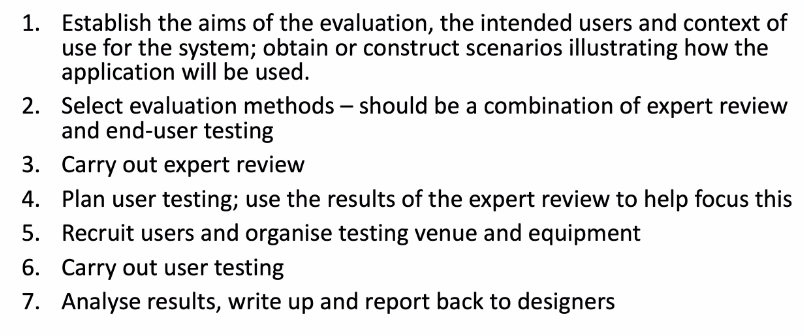 1. Establish the aims of the evaluation, the intended users and context of
use for the system; obtain or construct scenarios illustrating how the
application will be used.
2. Select evaluation methods – should be a combination of expert review
and end-user testing
3. Carry out expert review
4. Plan user testing; use the results of the expert review to help focus this
5. Recruit users and organise testing venue and equipment
6. Carry out user testing
7. Analyse results, write up and report back to designers